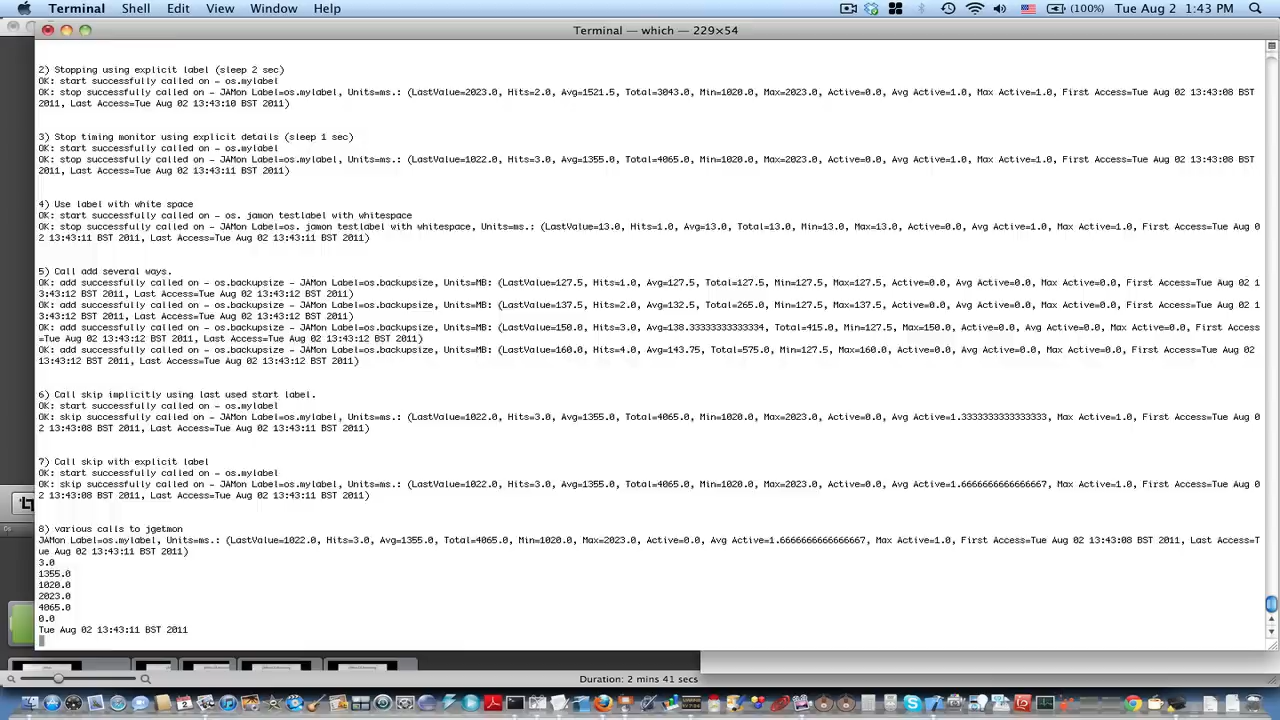 Terminal Shell Edit View Window Help (100%) Tue Aug 2 1:43 PM
Terminal — which — 229×54
2) Stopping using explicit label (sleep 2 sec)
OK: start successfully called on - os.mylabel
OK: stop successfully called on - JAMon Label=os.mylabel, Units=ms.: (LastValue=2023.0, Hits=2.0, Avg=1521.5, Total=3043.0, Min=1020.0, Max=2023.0, Active=0.0, Avg Active=1.0, Max Active=1.0, First Access=Tue Aug 02 13:43:08 BST
2011, Last Access=Tue Aug 02 13:43:10 BST 2011)
3) Stop timing monitor using explicit details (sleep 1 sec)
OK: start successfully called on - os.mylabel
OK: stop successfully called on - JAMon Label=os.mylabel, Units=ms.: (LastValue=1022.0, Hits=3.0, Avg=1355.0, Total=4065.0, Min=1020.0, Max=2023.0, Active=0.0, Avg Active=1.0, Max Active=1.0, First Access=Tue Aug 02 13:43:08 BST
2011, Last Access=Tue Aug 02 13:43:11 BST 2011)
4) Use label with white space
OK: start successfully called on - os. jamon testlabel with whitespace
OK: stop successfully called on - JAMon Label=os. jamon testlabel with whitespace, Units=ms.: (LastValue=13.0, Hits=1.0, Avg=13.0, Total=13.0, Min=13.0, Max=13.0, Active=0.0, Avg Active=1.0, Max Active=1.0, First Access=Tue Aug 0
2 13:43:11 BST 2011, Last Access=Tue Aug 02 13:43:11 BST 2011)
5) Call add several ways.
OK: add successfully called on - os.backupsize - JAMon Label=os.backupsize, Units=MB: (LastValue=127.5, Hits=1.0, Avg=127.5, Total=127.5, Min=127.5, Max=127.5, Active=0.0, Avg Active=0.0, Max Active=0.0, First Access=Tue Aug 02 1
3:43:12 BST 2011, Last Access=Tue Aug 02 13:43:12 BST 2011)
OK: add successfully called on - os.backupsize - JAMon Label=os.backupsize, Units=MB: (LastValue=137.5, Hits=2.0, Avg=132.5, Total=265.0, Min=127.5, Max=137.5, Active=0.0, Avg Active=0.0, Max Active=0.0, First Access=Tue Aug 02 1
3:43:12 BST 2011, Last Access=Tue Aug 02 13:43:12 BST 2011)
OK: add successfully called on - os.backupsize - JAMon Label=os.backupsize, Units=MB: (LastValue=150.0, Hits=3.0, Avg=138.33333333333334, Total=415.0, Min=127.5, Max=150.0, Active=0.0, Avg Active=0.0, Max Active=0.0, First Access
=Tue Aug 02 13:43:12 BST 2011, Last Access=Tue Aug 02 13:43:12 BST 2011)
OK: add successfully called on - os.backupsize - JAMon Label=os.backupsize, Units=MB: (LastValue=160.0, Hits=4.0, Avg=143.75, Total=575.0, Min=127.5, Max=160.0, Active=0.0, Avg Active=0.0, Max Active=0.0, First Access=Tue Aug 02
13:43:12 BST 2011, Last Access=Tue Aug 02 13:43:12 BST 2011)
6) Call skip implicitly using last used start label.
OK: start successfully called on - os.mylabel
OK: skip successfully called on - JAMon Label=os.mylabel, Units=ms.: (LastValue=1022.0, Hits=3.0, Avg=1355.0, Total=4065.0, Min=1020.0, Max=2023.0, Active=0.0, Avg Active=1.3333333333333333, Max Active=1.0, First Access=Tue Aug 0
2 13:43:08 BST 2011, Last Access=Tue Aug 02 13:43:11 BST 2011)
7) Call skip with explicit label
OK: start successfully called on - os.mylabel
OK: skip successfully called on - JAMon Label=os.mylabel, Units=ms.: (LastValue=1022.0, Hits=3.0, Avg=1355.0, Total=4065.0, Min=1020.0, Max=2023.0, Active=0.0, Avg Active=1.6666666666666667, Max Active=1.0, First Access=Tue Aug 0
2 13:43:08 BST 2011, Last Access=Tue Aug 02 13:43:11 BST 2011)
8) various calls to jgetmon
JAMon Label=os.mylabel, Units=ms.: (LastValue=1022.0, Hits=3.0, Avg=1355.0, Total=4065.0, Min=1020.0, Max=2023.0, Active=0.0, Avg Active=1.6666666666666667, Max Active=1.0, First Access=Tue Aug 02 13:43:08 BST 2011, Last Access=T
ue Aug 02 13:43:11 BST 2011)
3.0
1355.0
1020.0
2023.0
4065.0
0.0
Tue Aug 02 13:43:11 BST 2011
Duration: 2 mins 41 secs